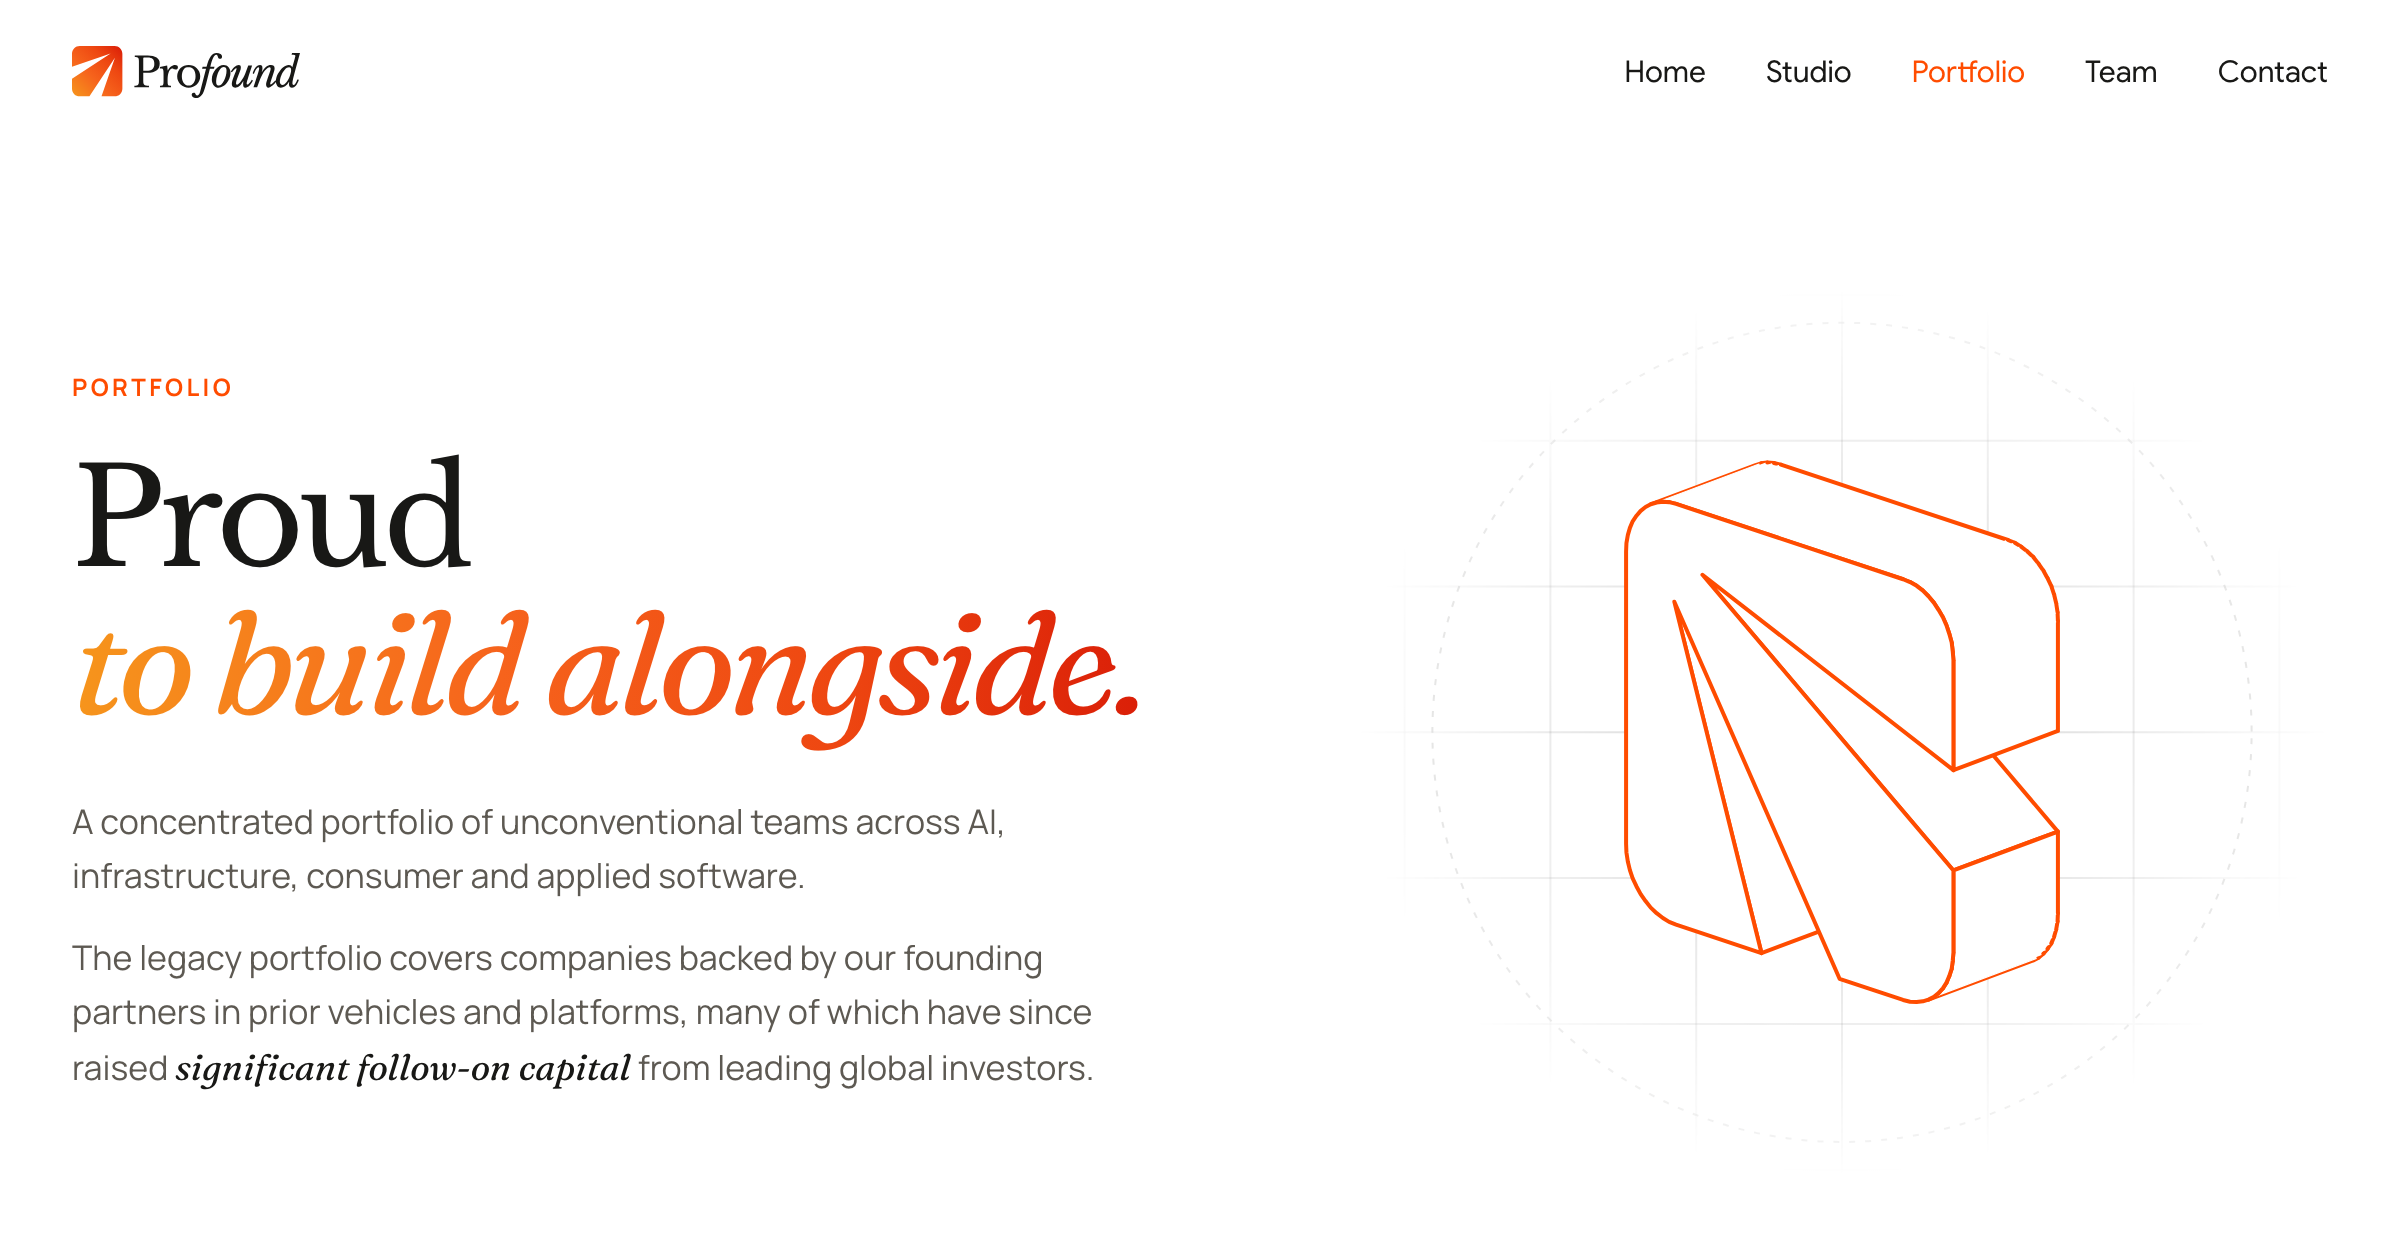 Profound
Home Studio Portfolio Team Contact
PORTFOLIO
Proud
to build alongside.
A concentrated portfolio of unconventional teams across AI,
infrastructure, consumer and applied software.
The legacy portfolio covers companies backed by our founding
partners in prior vehicles and platforms, many of which have since
raised significant follow-on capital from leading global investors.